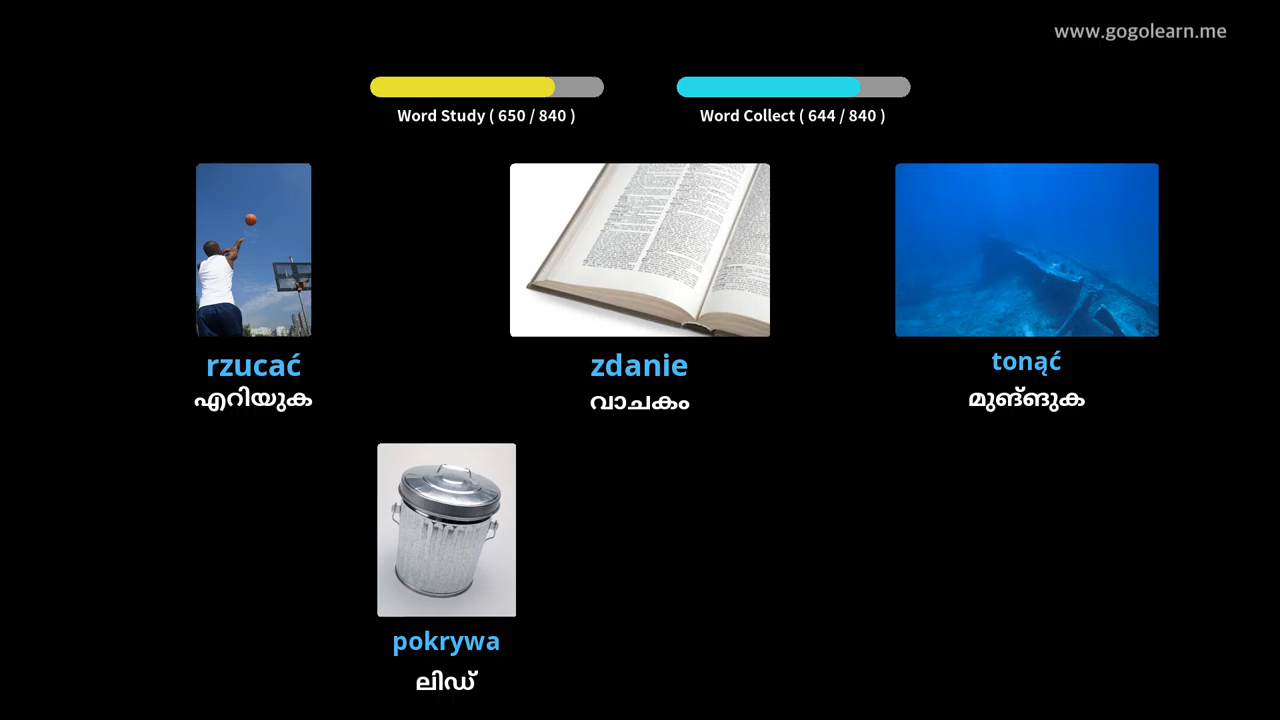 www.gogolearn.me
Word Study ( 650 / 840 )
Word Collect ( 644 / 840 )
rzucać
എറിയുക
zdanie
വാചകം
tonąć
മുങ്ങുക
pokrywa
ലിഡ്